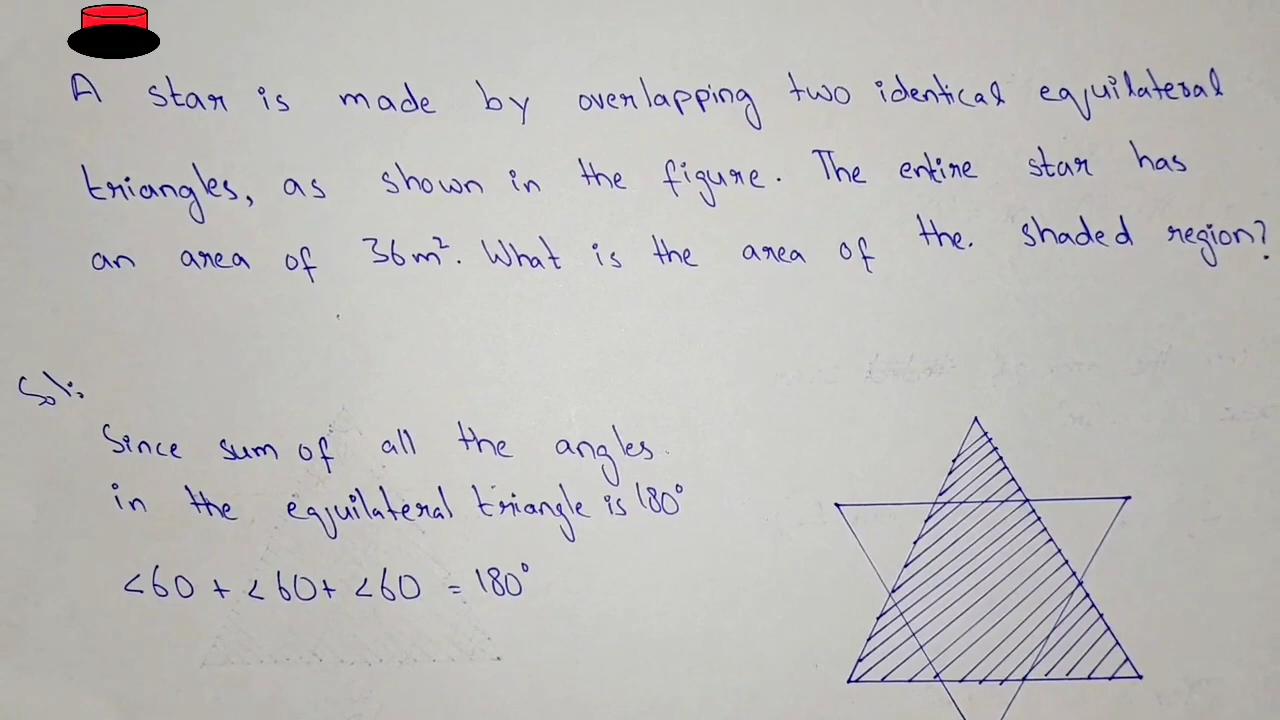 A star is made by overlapping two identical equilateral
triangles, as shown in the figure. The entire star has
an area of 36m². What is the area of the. shaded region?
Sol:
Since sum of all the angles.
in the equilateral triangle is 180°
<60 + <60 + <60 = 180°